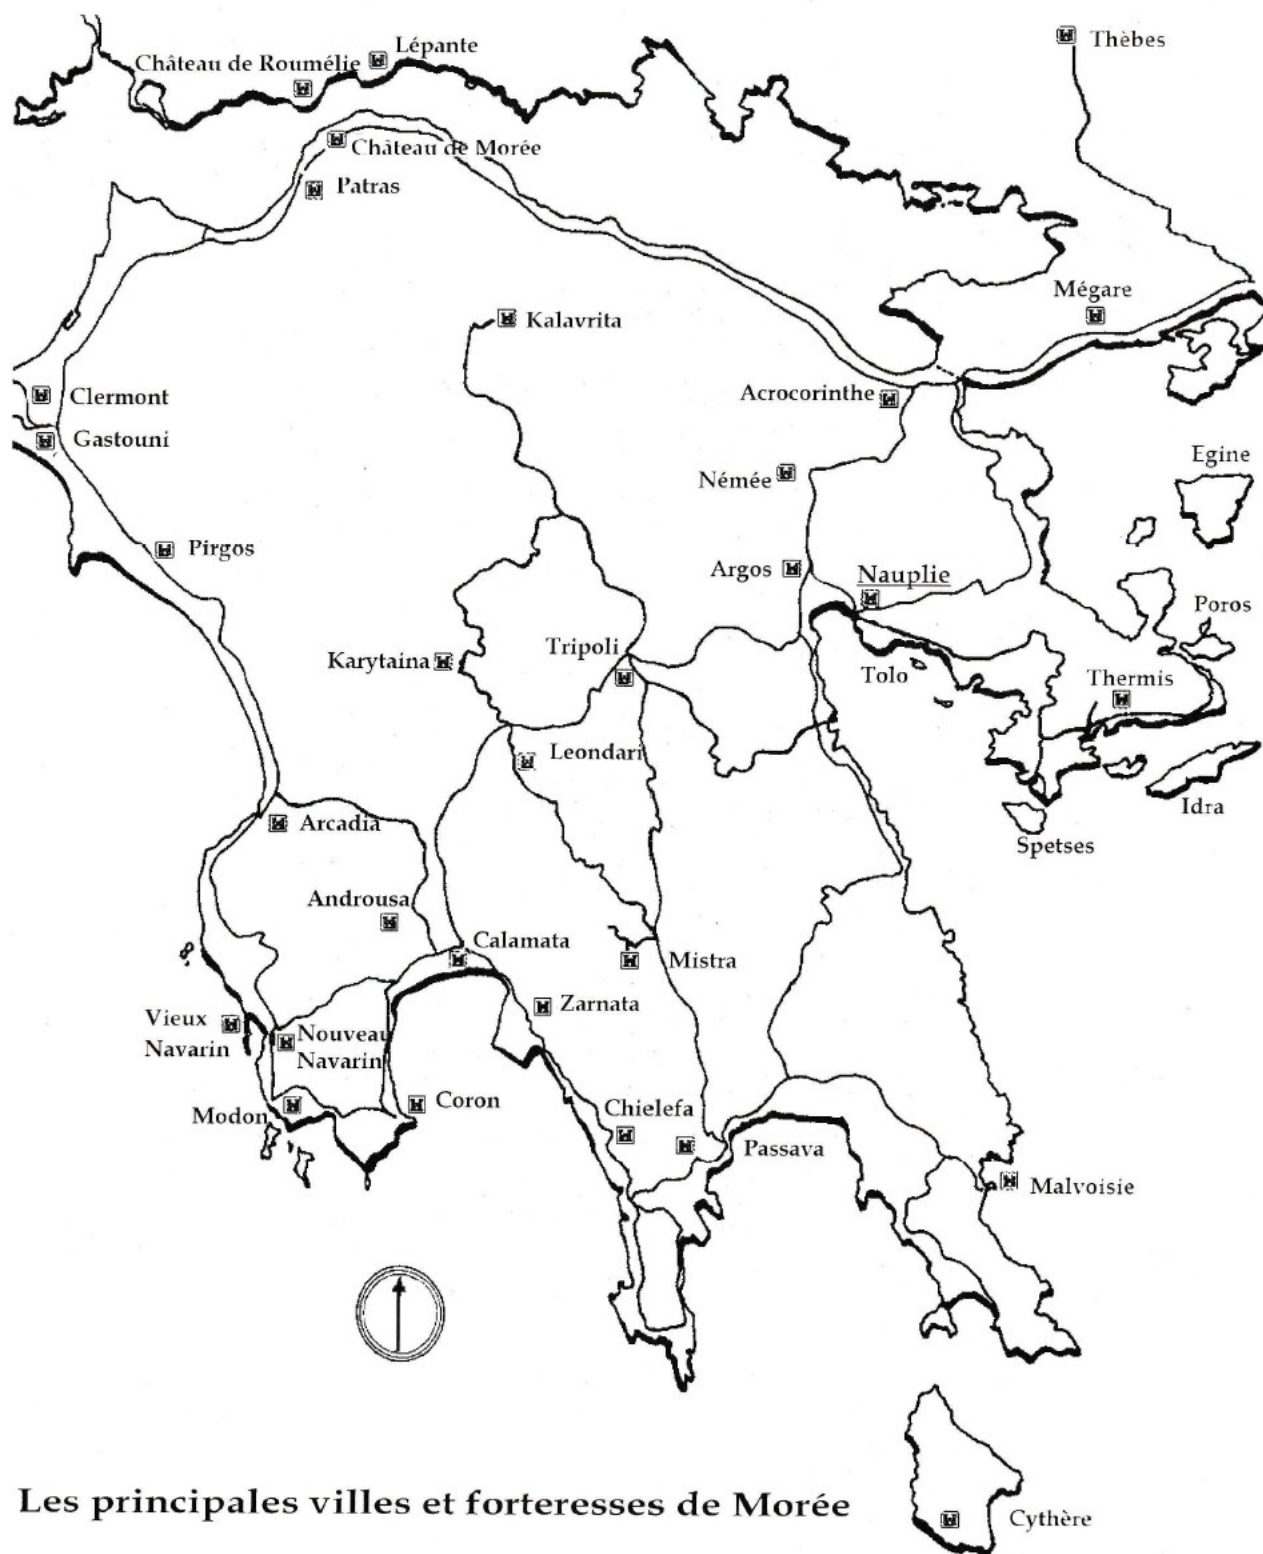 Lépante
Thèbes
Château de Roumélie
Château de Morée
Patras
Mégare
Kalavrita
Clermont
Acrocorinthe
Gastouni
Egine
Némée
Pirgos
Argos
Nauplie
Poros
Tripoli
Karytaina
Tolo
Thermis
Leondari
Idra
Arcadia
Spetses
Androusa
Calamata
Mistra
Zarnata
Vieux
Navarin
Nouveau
Navarin
Modon
Coron
Chielefa
Passava
Malvoisie
Les principales villes et forteresses de Morée
Cythère